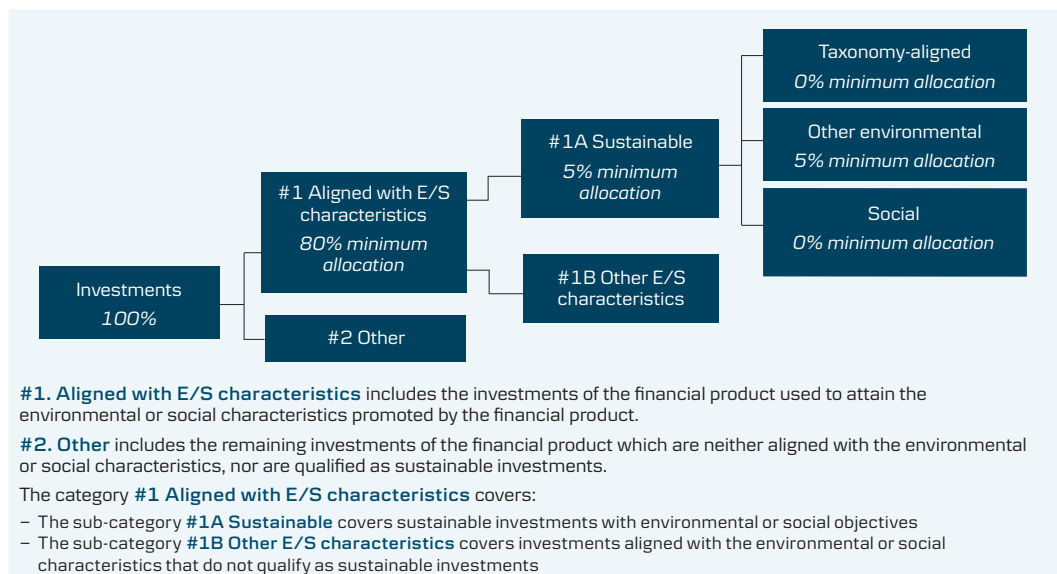 Investments
100%
#1 Aligned with E/S
characteristics
80% minimum
allocation
#2 Other
#1A Sustainable
5% minimum
allocation
#1B Other E/S
characteristics
Taxonomy-aligned
0% minimum allocation
Other environmental
5% minimum allocation
Social
0% minimum allocation
#1. Aligned with E/S characteristics includes the investments of the financial product used to attain the
environmental or social characteristics promoted by the financial product.
#2. Other includes the remaining investments of the financial product which are neither aligned with the environmental
or social characteristics, nor are qualified as sustainable investments.
The category #1 Aligned with E/S characteristics covers:
– The sub-category #1A Sustainable covers sustainable investments with environmental or social objectives
– The sub-category #1B Other E/S characteristics covers investments aligned with the environmental or social
characteristics that do not qualify as sustainable investments